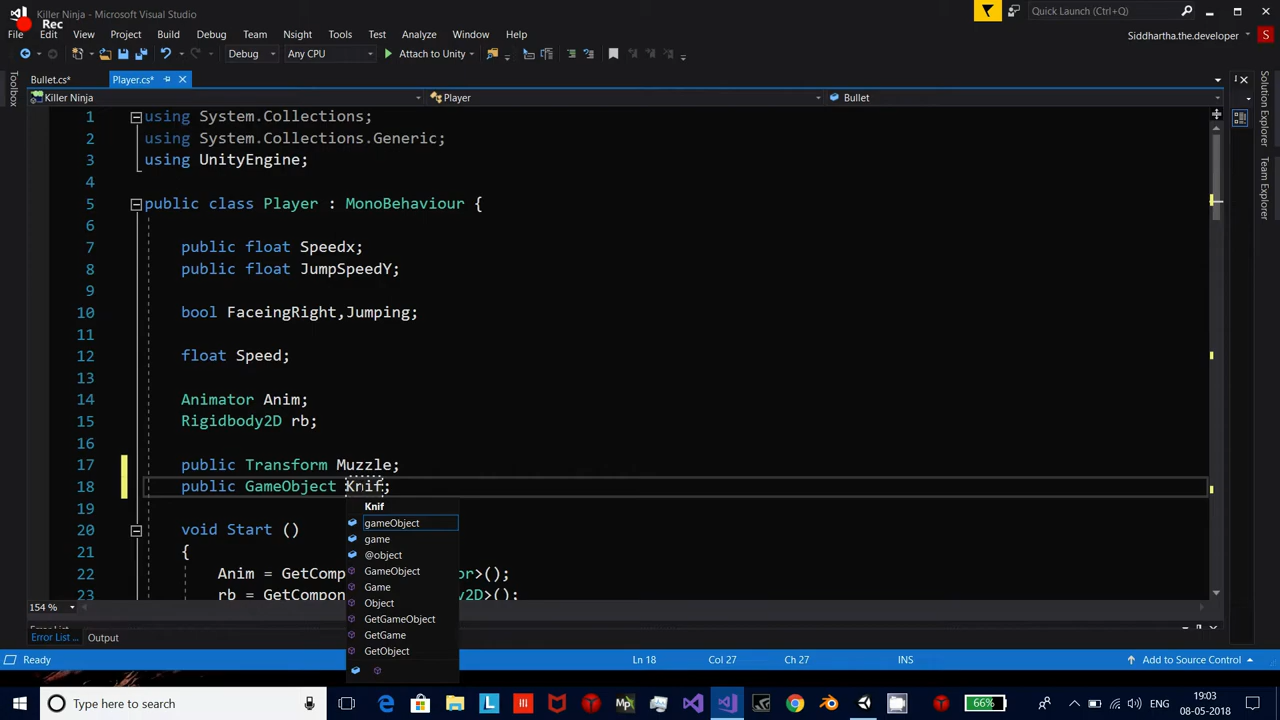 Killer Ninja - Microsoft Visual Studio
Rec
Quick Launch (Ctrl+Q)
File Edit View Project Build Debug Team Nsight Tools Test Analyze Window Help
Siddhartha.the.developer S
Debug Any CPU Attach to Unity
Toolbox
Bullet.cs* Player.cs*
Killer Ninja Player Bullet
Solution Explorer
Team Explorer
1 using System.Collections;
2 using System.Collections.Generic;
3 using UnityEngine;
4
5 public class Player : MonoBehaviour {
6
7 public float Speedx;
8 public float JumpSpeedY;
9
10 bool FaceingRight,Jumping;
11
12 float Speed;
13
14 Animator Anim;
15 Rigidbody2D rb;
16
17 public Transform Muzzle;
18 public GameObject Knif;
19
20 void Start ()
21 {
22 Anim = GetComp or>();
23 rb = GetCompon y2D>();
Knif
gameObject
game
@object
GameObject
Game
Object
GetGameObject
GetGame
GetObject
154 %
Error List ... Output
Ready Ln 18 Col 27 Ch 27 INS Add to Source Control
Type here to search
66% ENG 19:03
08-05-2018